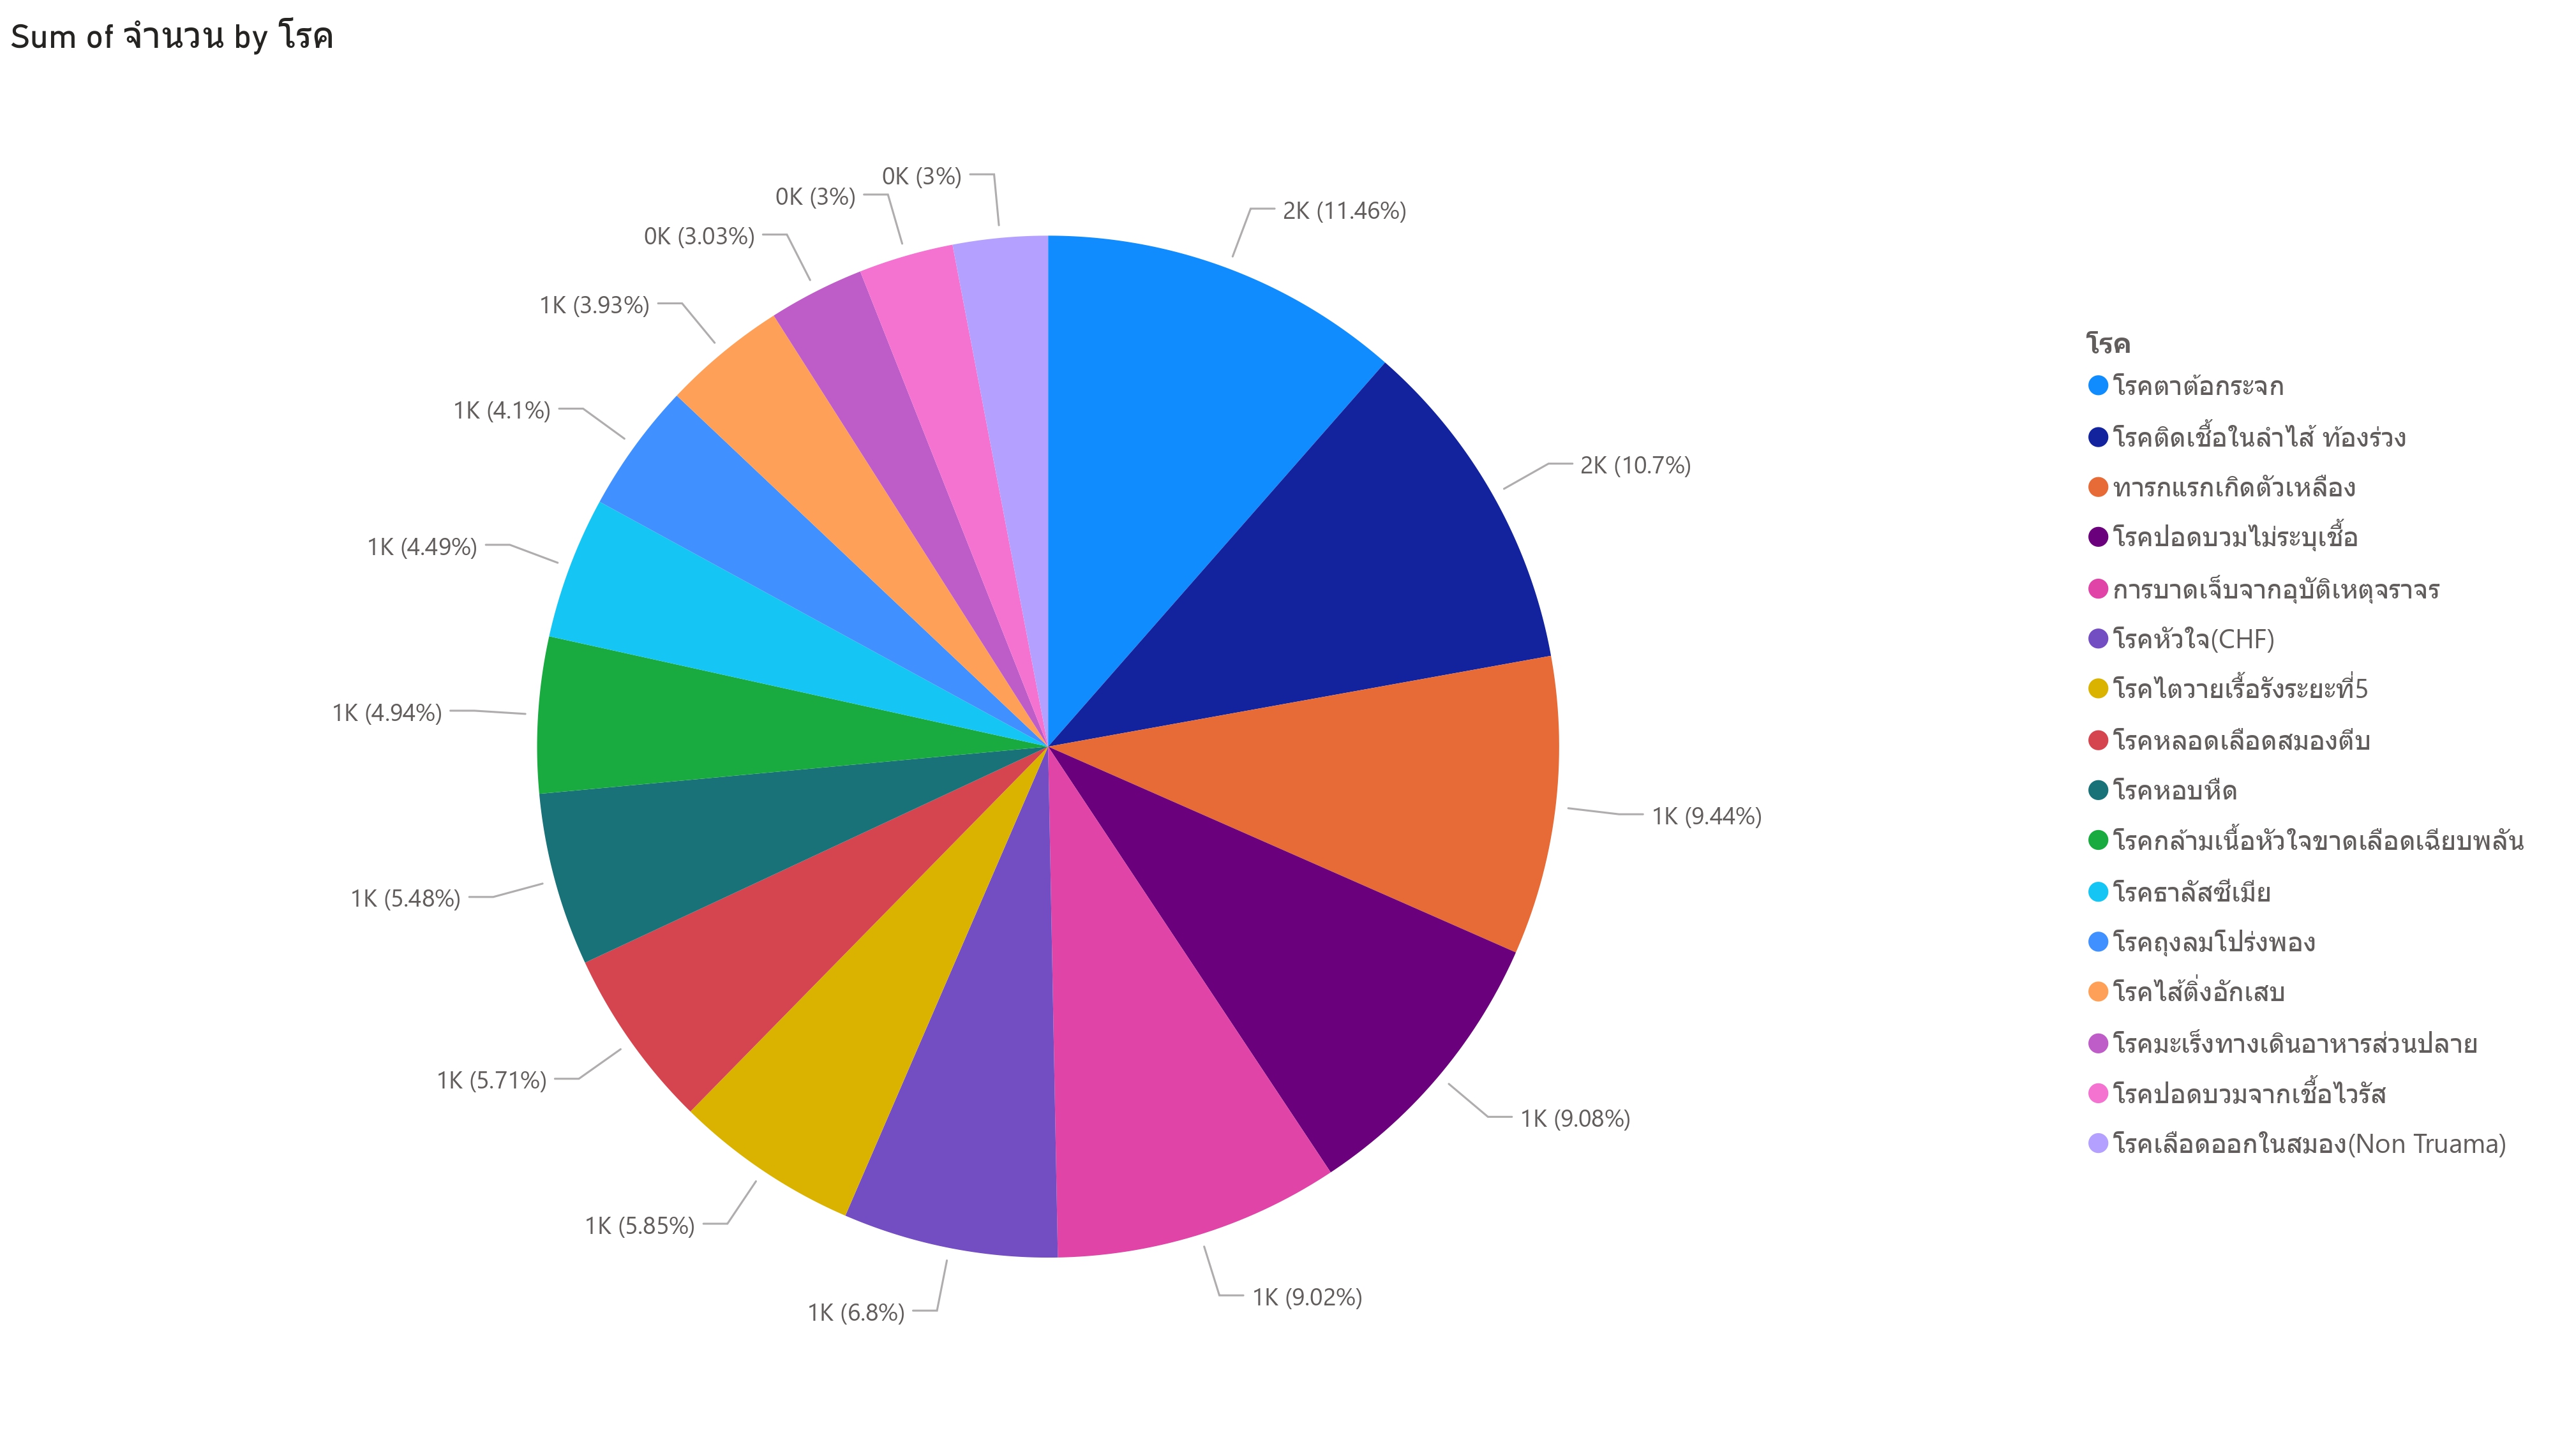 Sum of จำนวน by โรค
0K (3%)
0K (3%)
0K (3.03%)
1K (3.93%)
1K (4.1%)
1K (4.49%)
1K (4.94%)
1K (5.48%)
1K (5.71%)
1K (5.85%)
1K (6.8%)
2K (11.46%)
2K (10.7%)
1K (9.44%)
1K (9.08%)
1K (9.02%)
โรค
โรคตาต้อกระจก
โรคติดเชื้อในลำไส้ ท้องร่วง
ทารกแรกเกิดตัวเหลือง
โรคปอดบวมไม่ระบุเชื้อ
การบาดเจ็บจากอุบัติเหตุจราจร
โรคหัวใจ(CHF)
โรคไตวายเรื้อรังระยะที่5
โรคหลอดเลือดสมองตีบ
โรคหอบหืด
โรคกล้ามเนื้อหัวใจขาดเลือดเฉียบพลัน
โรคธาลัสซีเมีย
โรคถุงลมโปร่งพอง
โรคไส้ติ่งอักเสบ
โรคมะเร็งทางเดินอาหารส่วนปลาย
โรคปอดบวมจากเชื้อไวรัส
โรคเลือดออกในสมอง(Non Truama)